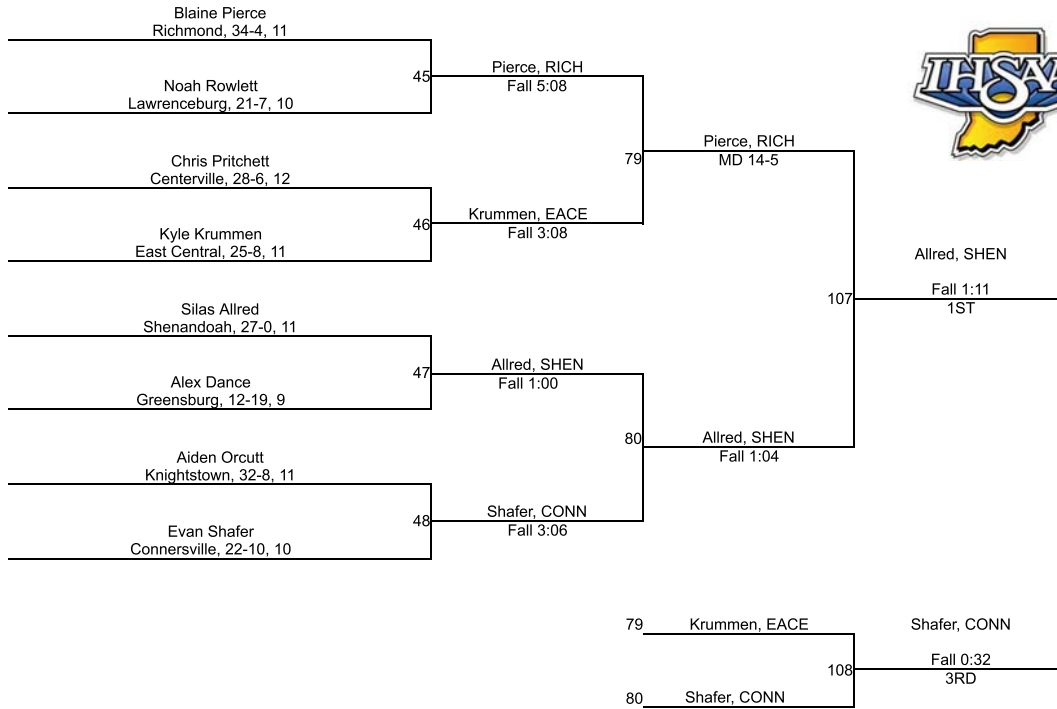 Blaine Pierce
Richmond, 34-4, 11
45
Pierce, RICH
Fall 5:08
Noah Rowlett
Lawrenceburg, 21-7, 10
79
Pierce, RICH
MD 14-5
IHSAA
Chris Pritchett
Centerville, 28-6, 12
46
Krummen, EACE
Fall 3:08
Kyle Krummen
East Central, 25-8, 11
107
Allred, SHEN
Fall 1:11
1ST
Silas Allred
Shenandoah, 27-0, 11
47
Allred, SHEN
Fall 1:00
Alex Dance
Greensburg, 12-19, 9
80
Allred, SHEN
Fall 1:04
Aiden Orcutt
Knightstown, 32-8, 11
48
Shafer, CONN
Fall 3:06
Evan Shafer
Connersville, 22-10, 10
79
Krummen, EACE
108
Shafer, CONN
Fall 0:32
3RD
80
Shafer, CONN